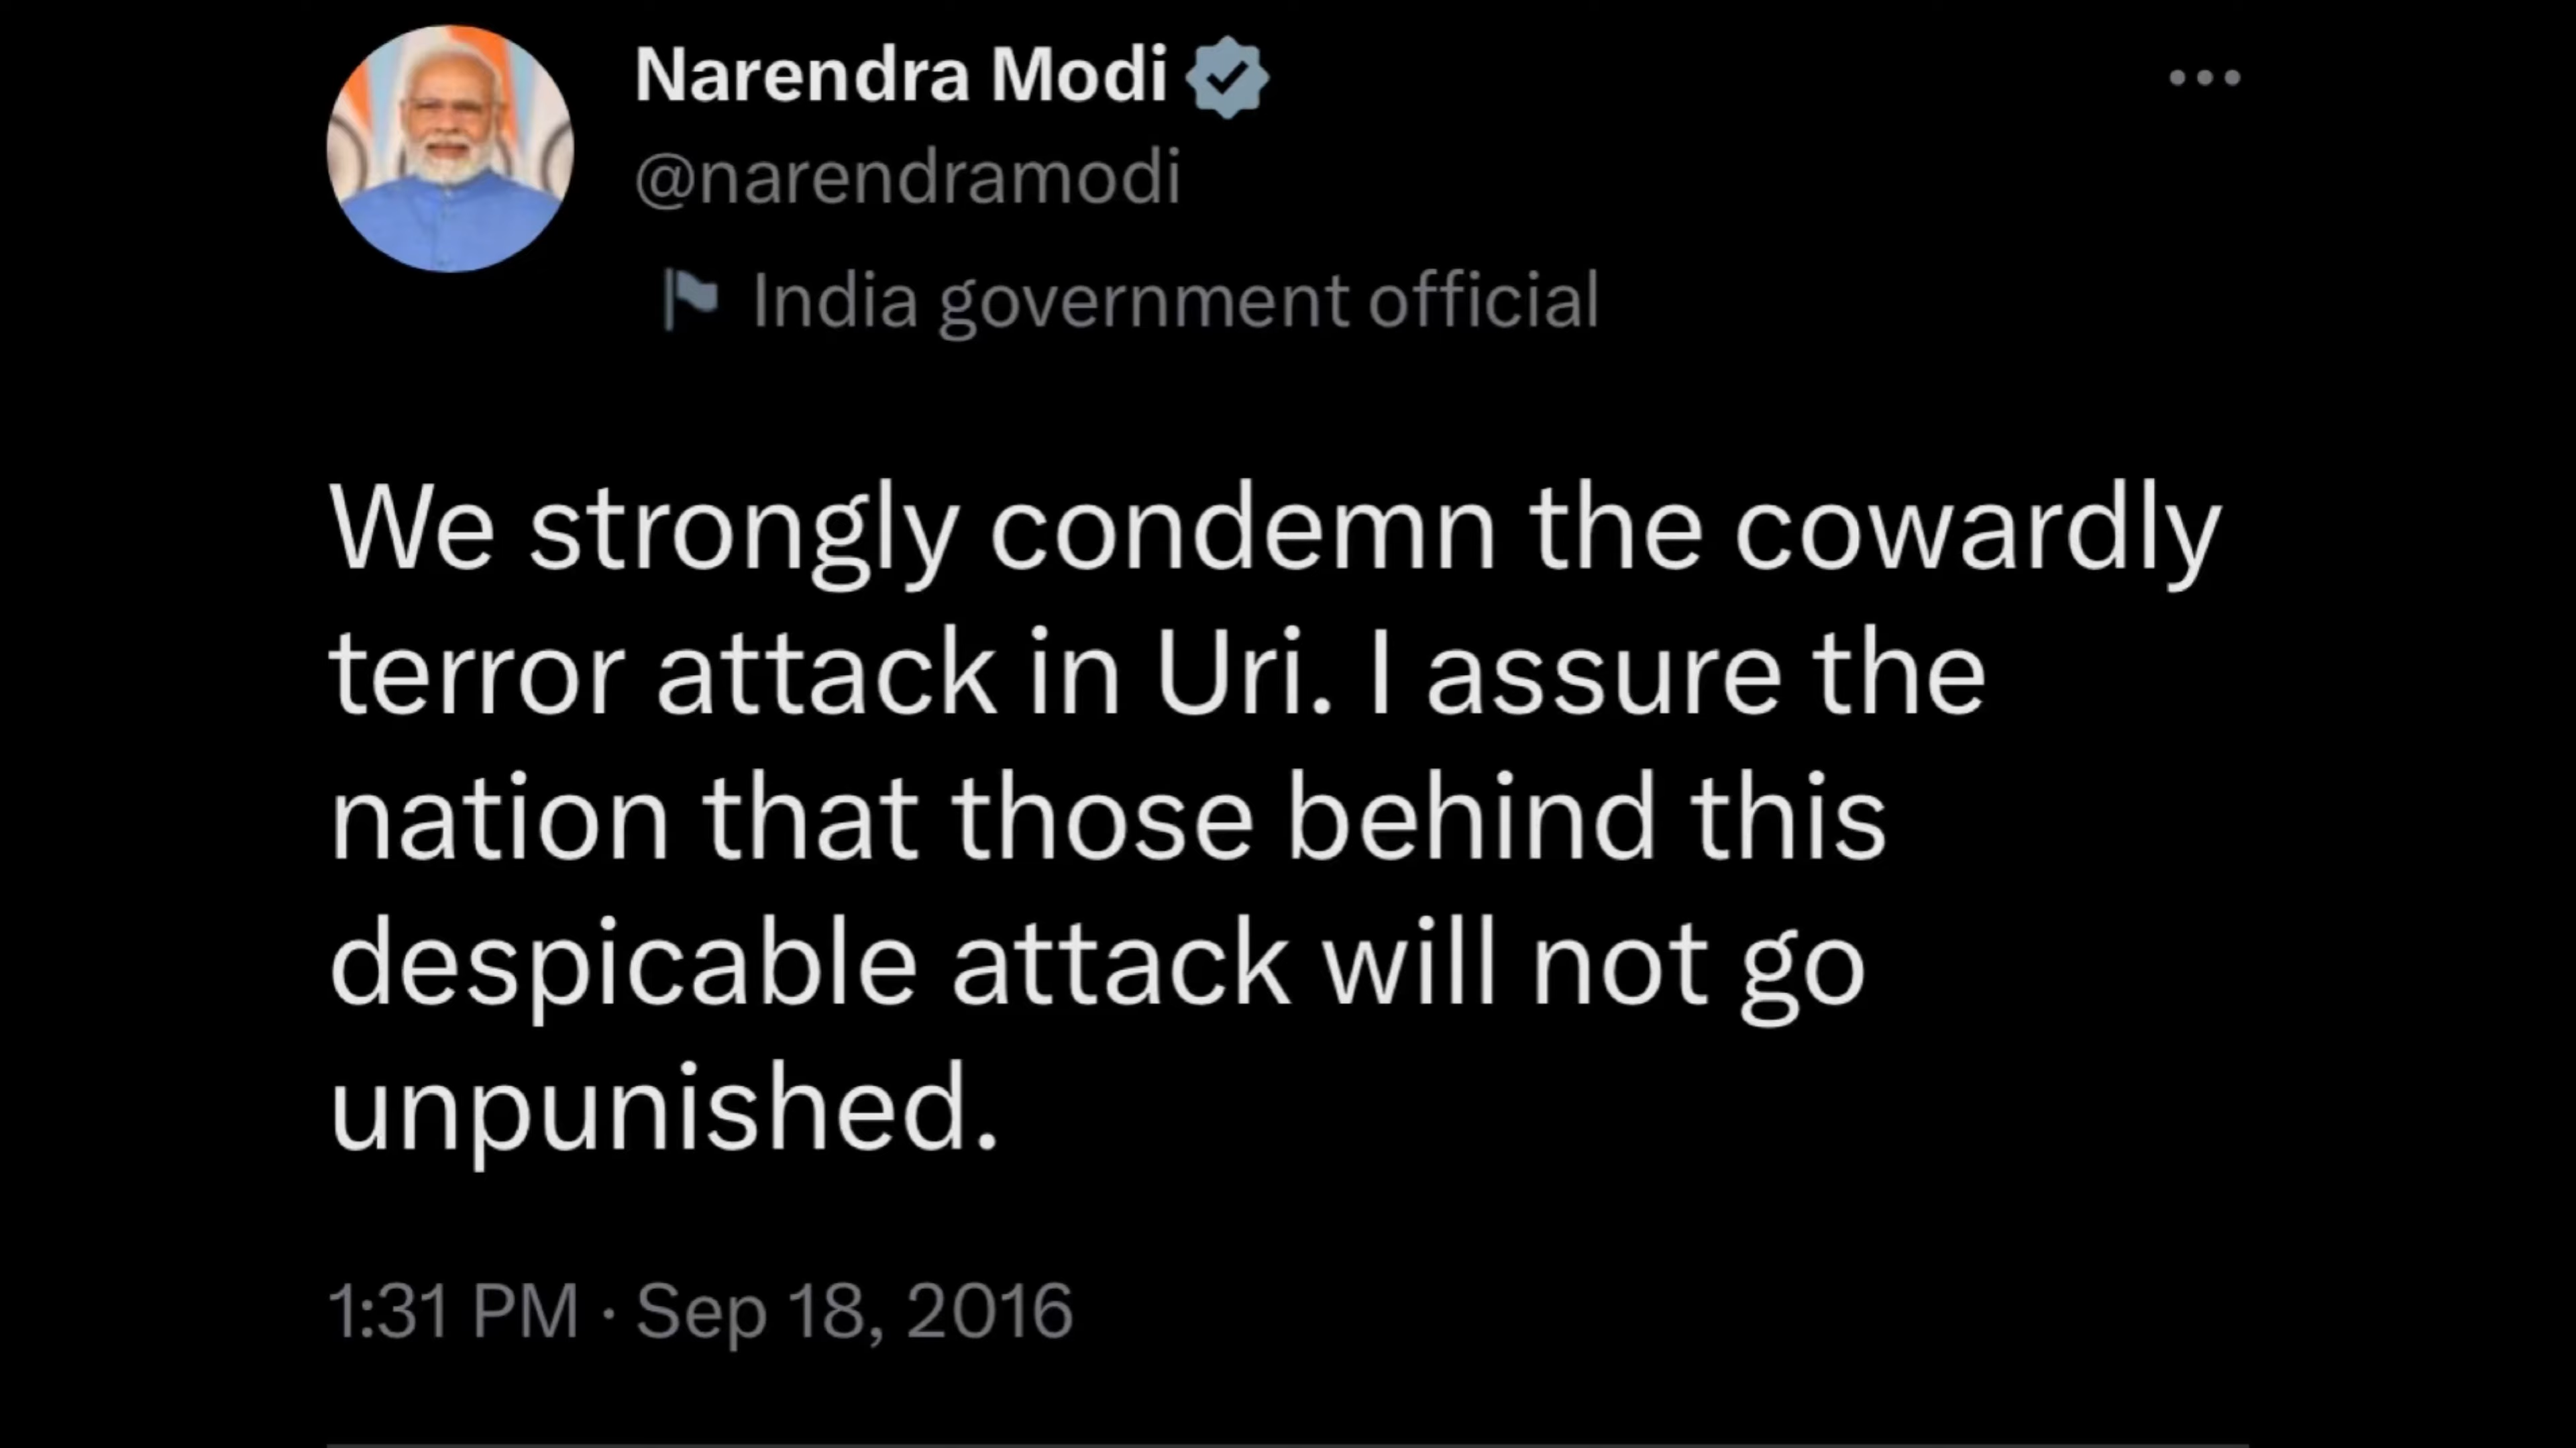 Narendra Modi
@narendramodi
India government official
We strongly condemn the cowardly
terror attack in Uri. I assure the
nation that those behind this
despicable attack will not go
unpunished.
1:31 PM · Sep 18, 2016